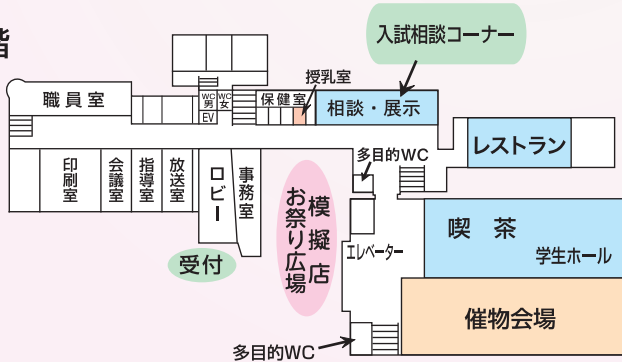 階
入試相談コーナー
授乳室
職員室
WC男
WC女
EV
保健室
相談・展示
レストラン
多目的WC
印刷室
会議室
指導室
放送室
ロビー
事務室
模擬店
お祭り広場
受付
エレベーター
喫茶
学生ホール
催物会場
多目的WC